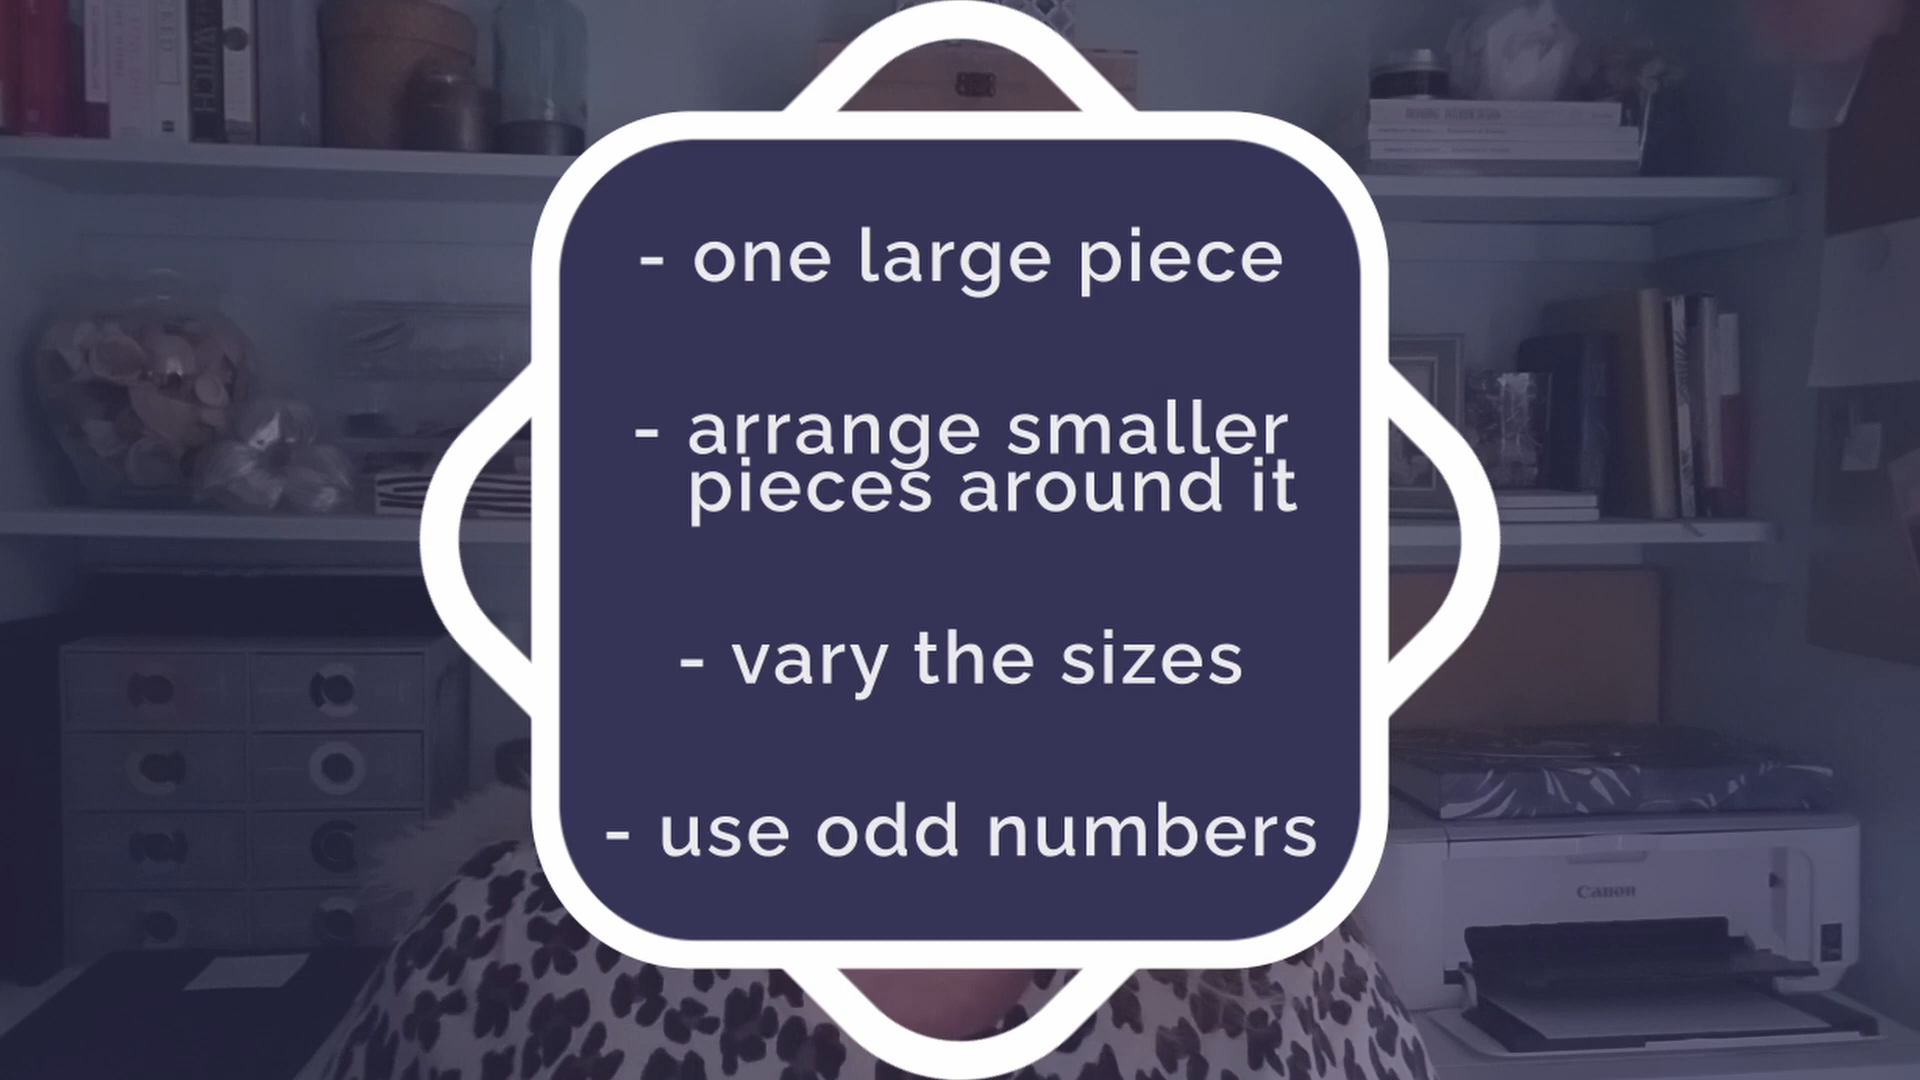 - one large piece
- arrange smaller
pieces around it
- vary the sizes
- use odd numbers
Canon